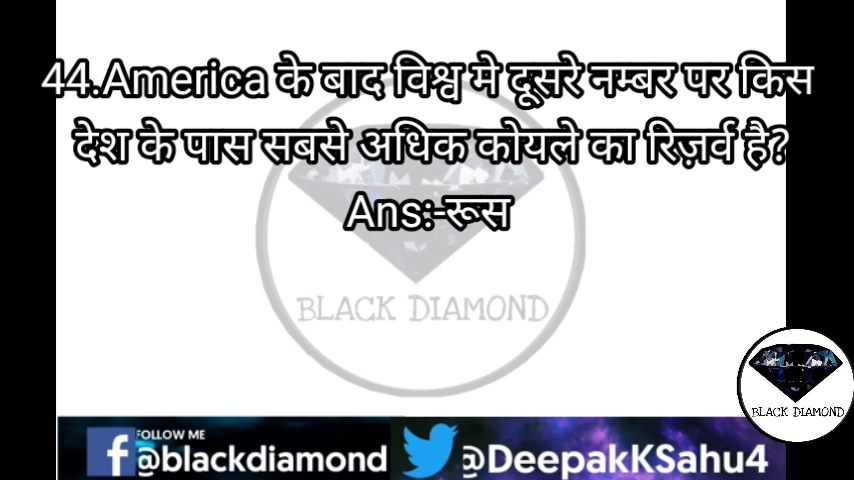 44.America के बाद विश्व मे दूसरे नम्बर पर किस
देश के पास सबसे अधिक कोयले का रिज़र्व है?
Ans:-रूस
BLACK DIAMOND
BLACK DIAMOND
FOLLOW ME
@blackdiamond
@DeepakKSahu4